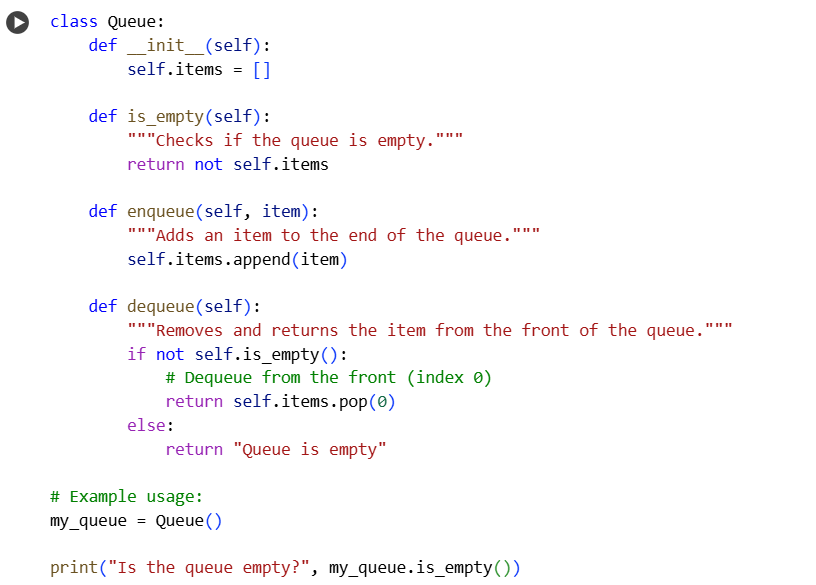 class Queue:
    def __init__(self):
        self.items = []

    def is_empty(self):
        """Checks if the queue is empty."""
        return not self.items

    def enqueue(self, item):
        """Adds an item to the end of the queue."""
        self.items.append(item)

    def dequeue(self):
        """Removes and returns the item from the front of the queue."""
        if not self.is_empty():
            # Dequeue from the front (index 0)
            return self.items.pop(0)
        else:
            return "Queue is empty"

# Example usage:
my_queue = Queue()

print("Is the queue empty?", my_queue.is_empty())